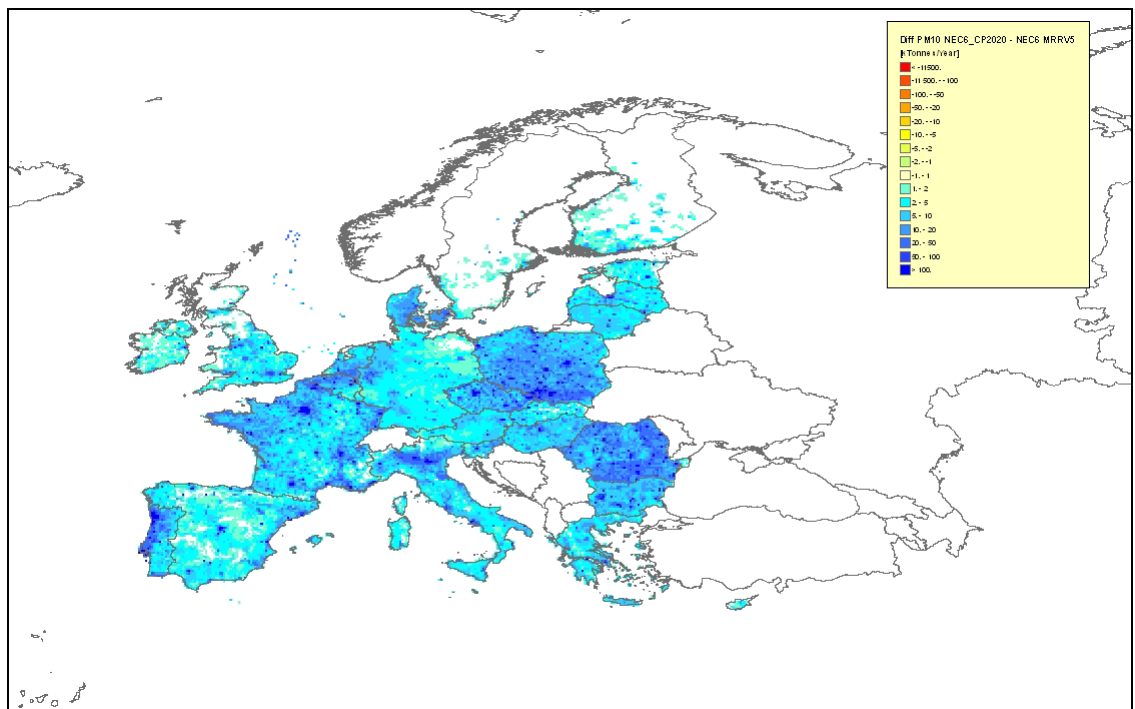 Diff PM10 NEC6_CP2020 - NEC6 MRRV5
[kTonnes/Year]
< -11500.
-11500. - -100
-100. - -50
-50. - -20
-20. - -10
-10. - -5
-5. - -2
-2. - -1
-1. - 1
1. - 2
2. - 5
5. - 10
10. - 20
20. - 50
50. - 100
> 100.